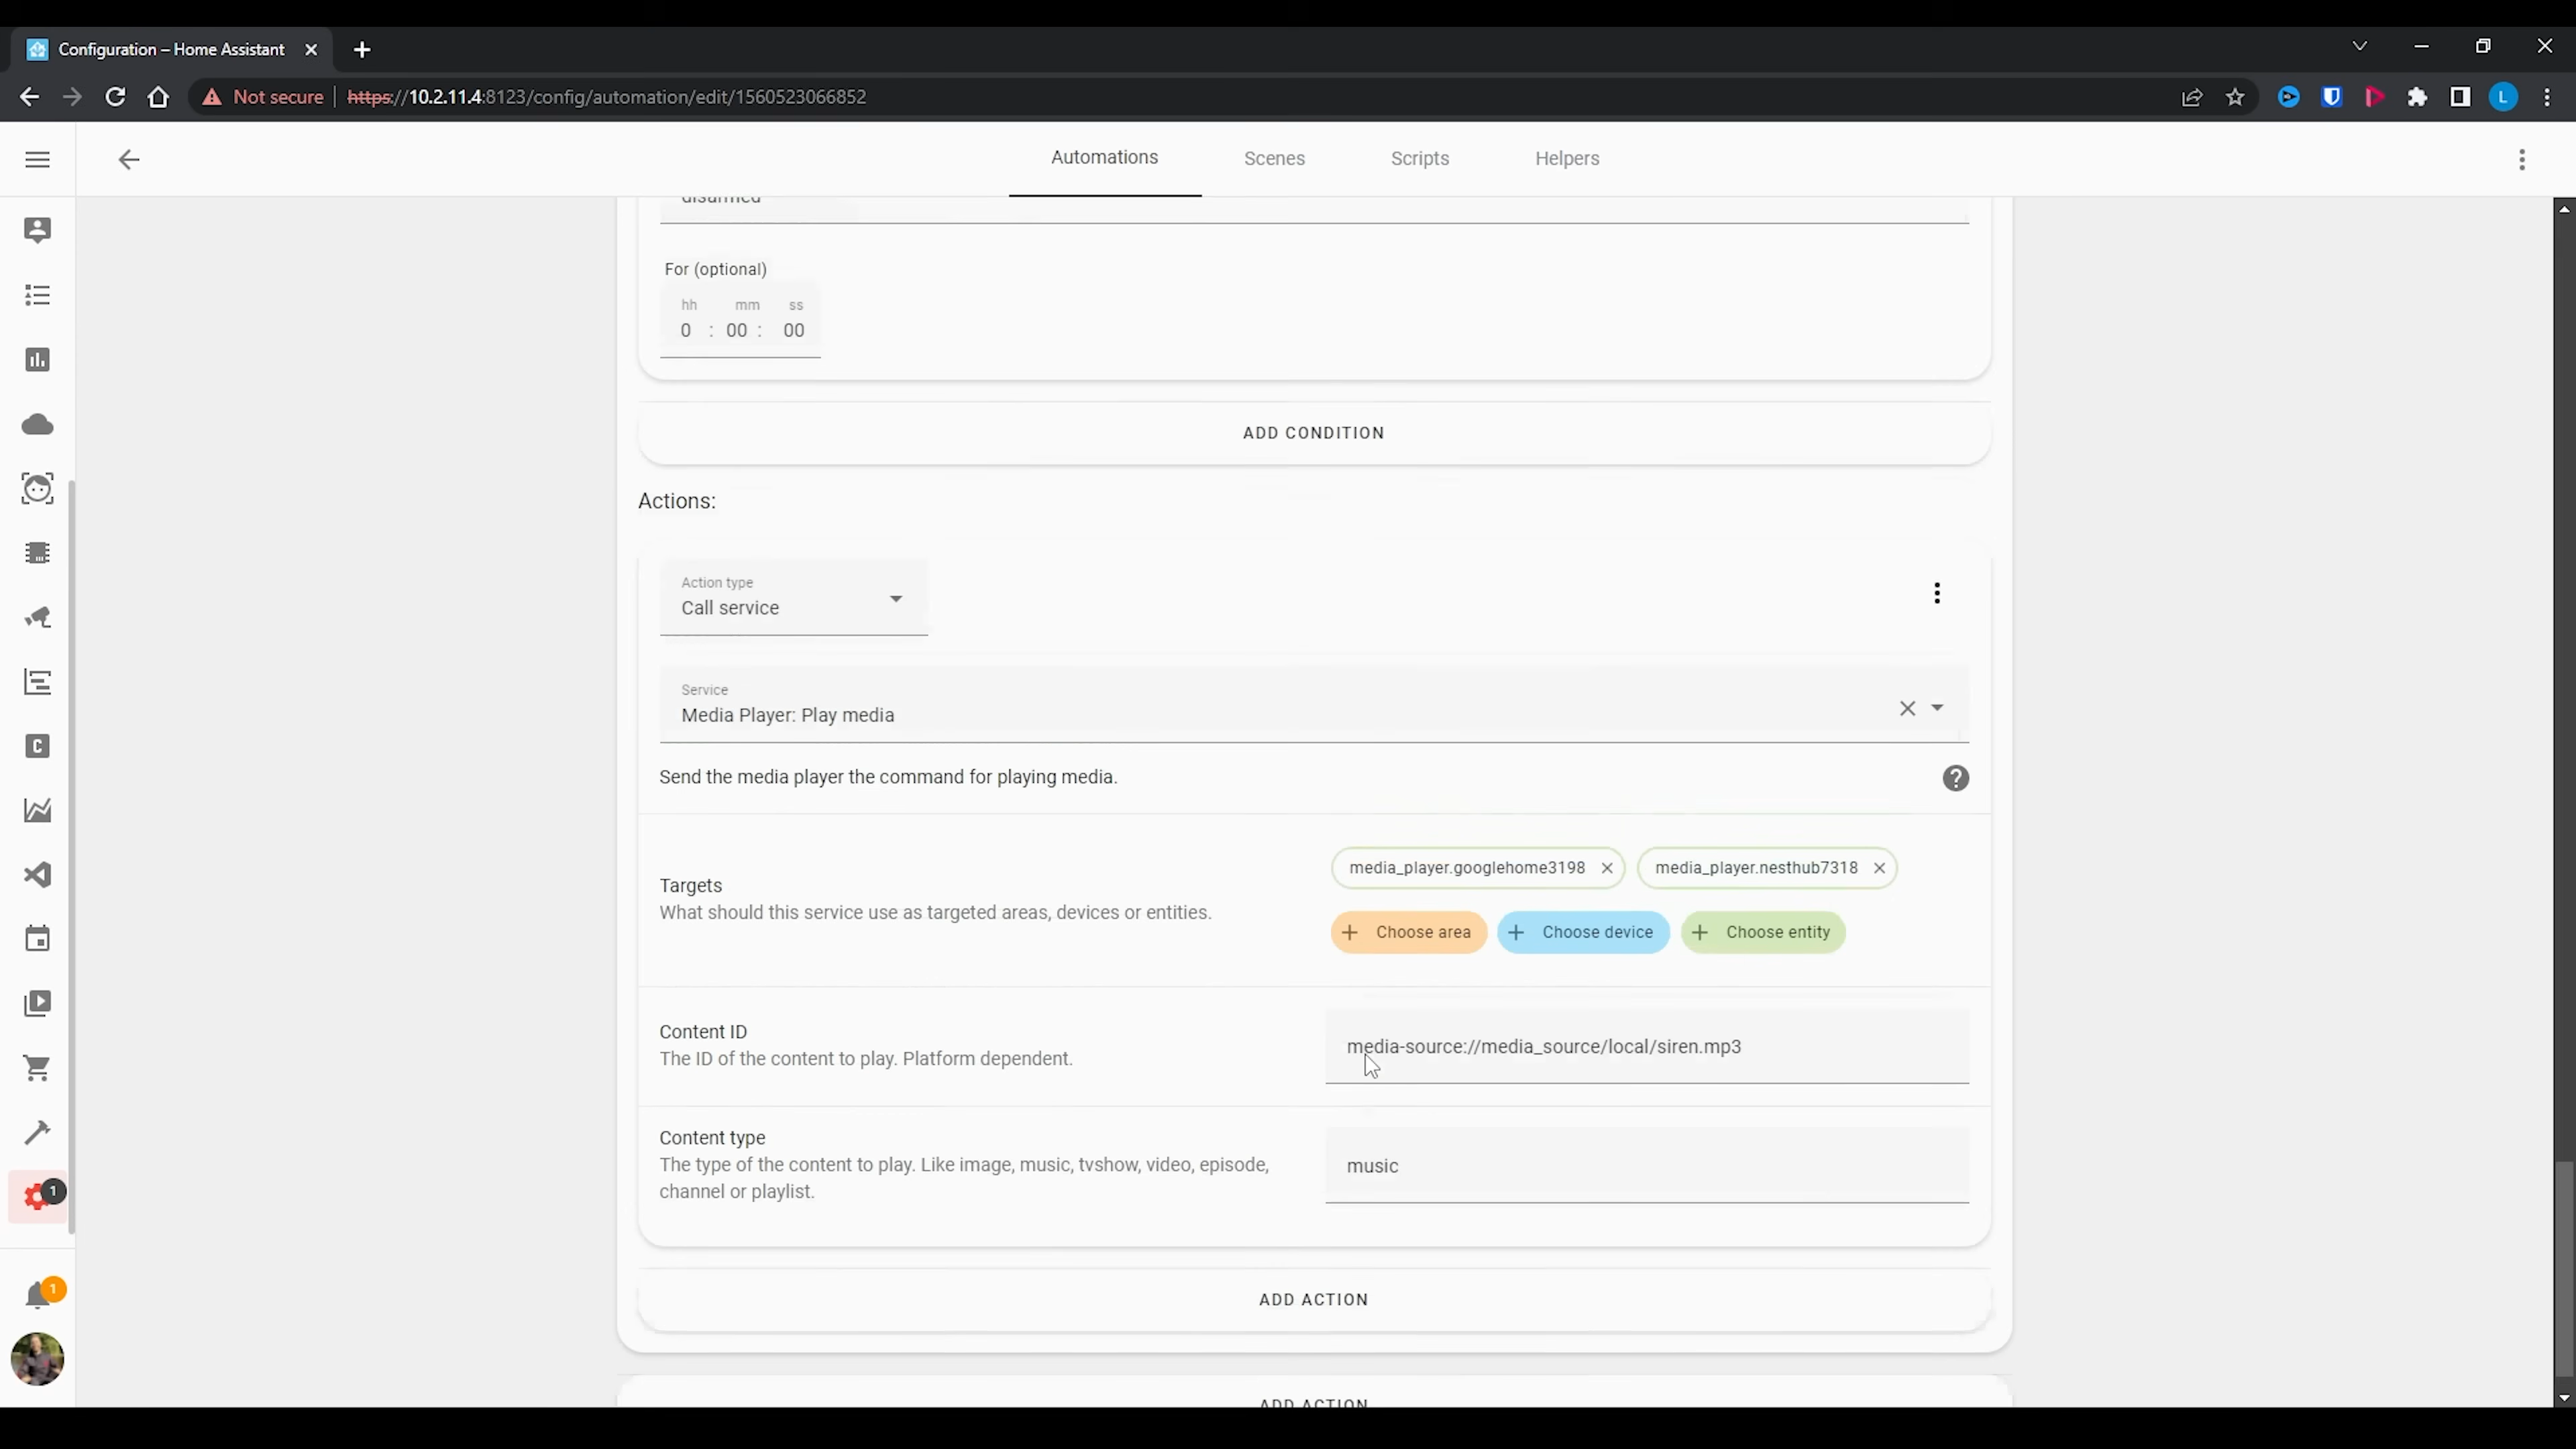 Configuration – Home Assistant
Not secure
https://10.2.11.4:8123/config/automation/edit/1560523066852
L
Automations
Scenes
Scripts
Helpers
disarmed
For (optional)
hh mm ss
0 : 00 : 00
ADD CONDITION
Actions:
Action type
Call service
Service
Media Player: Play media
Send the media player the command for playing media.
Targets
What should this service use as targeted areas, devices or entities.
media_player.googlehome3198
media_player.nesthub7318
Choose area
Choose device
Choose entity
Content ID
The ID of the content to play. Platform dependent.
media-source://media_source/local/siren.mp3
Content type
The type of the content to play. Like image, music, tvshow, video, episode,
channel or playlist.
music
C
1
1
ADD ACTION
ADD ACTION